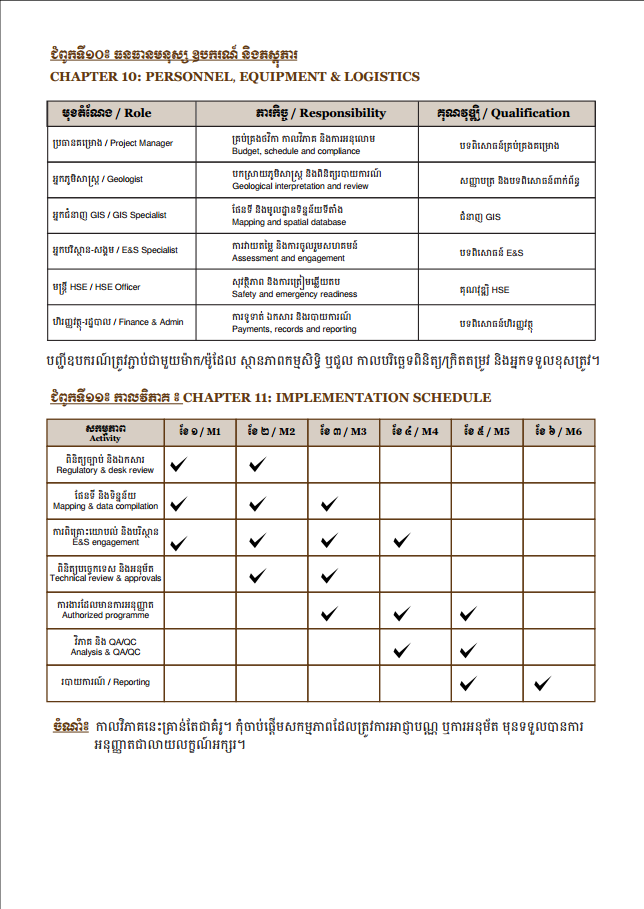 ជំពូកទី១០៖ ធនធានមនុស្ស ឧបករណ៍ និងភស្តុភារ
CHAPTER 10: PERSONNEL, EQUIPMENT & LOGISTICS
មុខតំណែង / Role
ភារកិច្ច / Responsibility
គុណវុឌ្ឍិ / Qualification
ប្រធានគម្រោង / Project Manager
គ្រប់គ្រងថវិកា កាលវិភាគ និងការអនុលោម
Budget, schedule and compliance
បទពិសោធន៍គ្រប់គ្រងគម្រោង
អ្នកភូមិសាស្ត្រ / Geologist
បកស្រាយភូមិសាស្ត្រ និងពិនិត្យរបាយការណ៍
Geological interpretation and review
សញ្ញាបត្រ និងបទពិសោធន៍ពាក់ព័ន្ធ
អ្នកជំនាញ GIS / GIS Specialist
ផែនទី និងមូលដ្ឋានទិន្នន័យទីតាំង
Mapping and spatial database
ជំនាញ GIS
អ្នកបរិស្ថាន-សង្គម / E&S Specialist
ការវាយតម្លៃ និងការចូលរួមសហគមន៍
Assessment and engagement
បទពិសោធន៍ E&S
មន្ត្រី HSE / HSE Officer
សុវត្ថិភាព និងការត្រៀមឆ្លើយតប
Safety and emergency readiness
គុណវុឌ្ឍិ HSE
ហិរញ្ញវត្ថុ-រដ្ឋបាល / Finance & Admin
ការទូទាត់ ឯកសារ និងរបាយការណ៍
Payments, records and reporting
បទពិសោធន៍ហិរញ្ញវត្ថុ
បញ្ជីឧបករណ៍ត្រូវភ្ជាប់ជាមួយម៉ាក/ម៉ូដែល ស្ថានភាពកម្មសិទ្ធិ ឬជួល កាលបរិច្ឆេទពិនិត្យ/ក្រិតតម្រូវ និងអ្នកទទួលខុសត្រូវ។
ជំពូកទី១១៖ កាលវិភាគ ៖ CHAPTER 11: IMPLEMENTATION SCHEDULE
សកម្មភាព
Activity
ខែ ១ / M1
ខែ ២ / M2
ខែ ៣ / M3
ខែ ៤ / M4
ខែ ៥ / M5
ខែ ៦ / M6
ពិនិត្យច្បាប់ និងឯកសារ
Regulatory & desk review
ផែនទី និងទិន្នន័យ
Mapping & data compilation
ការពិគ្រោះយោបល់ និងបរិស្ថាន
E&S engagement
ពិនិត្យបច្ចេកទេស និងអនុម័ត
Technical review & approvals
ការងារដែលមានការអនុញ្ញាត
Authorized programme
វិភាគ និង QA/QC
Analysis & QA/QC
របាយការណ៍ / Reporting
ចំណាំ៖ កាលវិភាគនេះគ្រាន់តែជាគំរូ។ កុំចាប់ផ្តើមសកម្មភាពដែលត្រូវការអាជ្ញាបណ្ណ ឬការអនុម័ត មុនទទួលបានការ
អនុញ្ញាតជាលាយលក្ខណ៍អក្សរ។